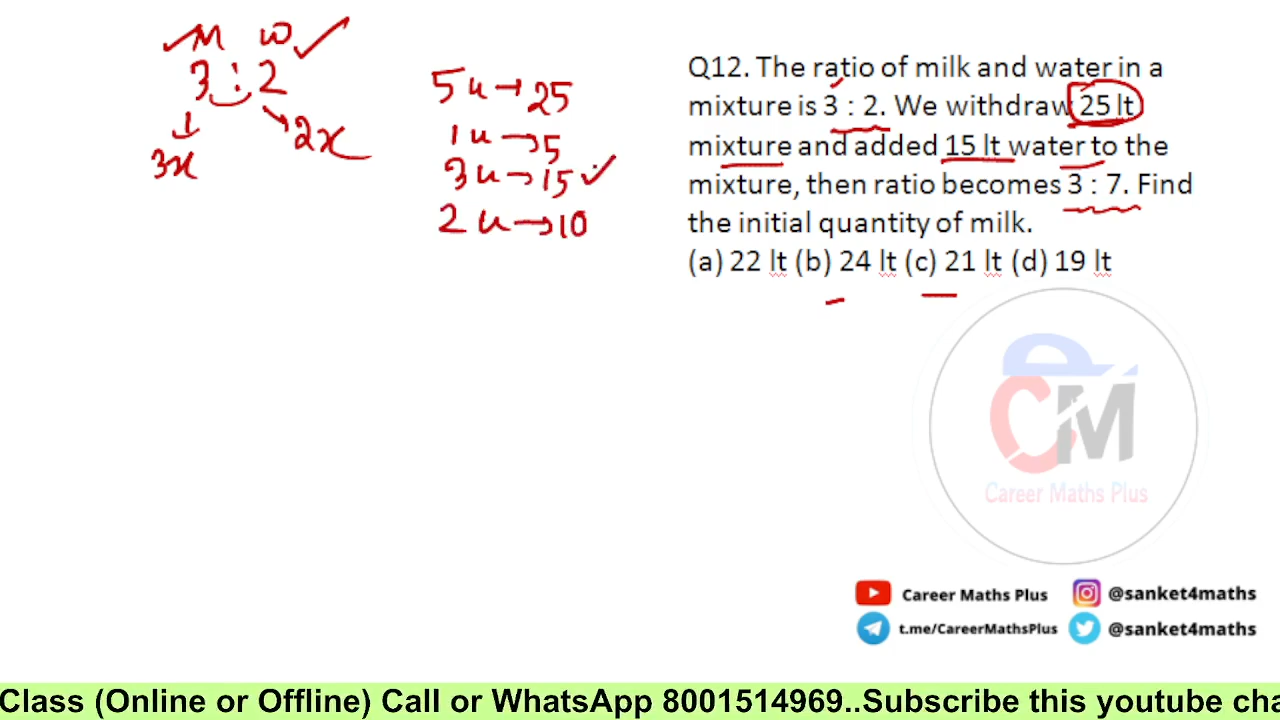 M W
3 : 2
3x
2x
5u→25
1u→5
3u→15
2u→10
Q12. The ratio of milk and water in a
mixture is 3 : 2. We withdraw 25 lt
mixture and added 15 lt water to the
mixture, then ratio becomes 3 : 7. Find
the initial quantity of milk.
(a) 22 lt (b) 24 lt (c) 21 lt (d) 19 lt
CM
Career Maths Plus
Career Maths Plus
@sanket4maths
t.me/CareerMathsPlus
@sanket4maths
Class (Online or Offline) Call or WhatsApp 8001514969..Subscribe this youtube cha